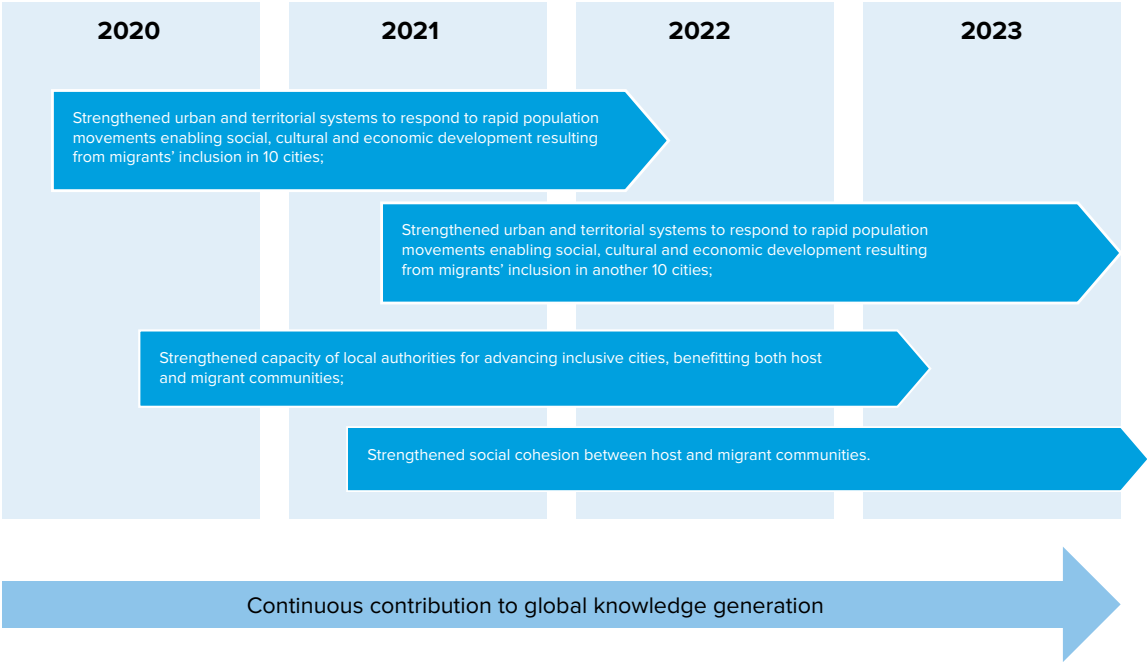 2020 2021 2022 2023
Strengthened urban and territorial systems to respond to rapid population
movements enabling social, cultural and economic development resulting
from migrants’ inclusion in 10 cities;
Strengthened urban and territorial systems to respond to rapid population
movements enabling social, cultural and economic development resulting
from migrants’ inclusion in another 10 cities;
Strengthened capacity of local authorities for advancing inclusive cities, benefitting both host
and migrant communities;
Strengthened social cohesion between host and migrant communities.
Continuous contribution to global knowledge generation